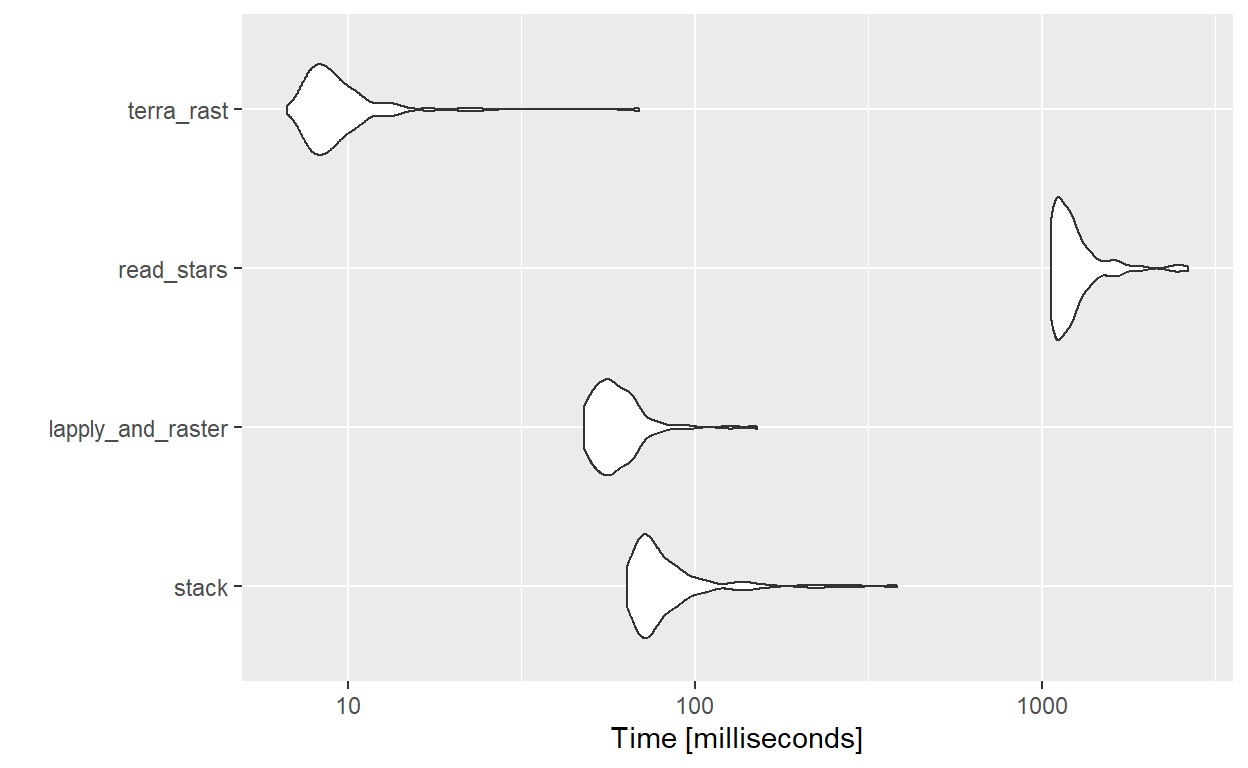 terra_rast
read_stars
lapply_and_raster
stack
10 100 1000
Time [milliseconds]